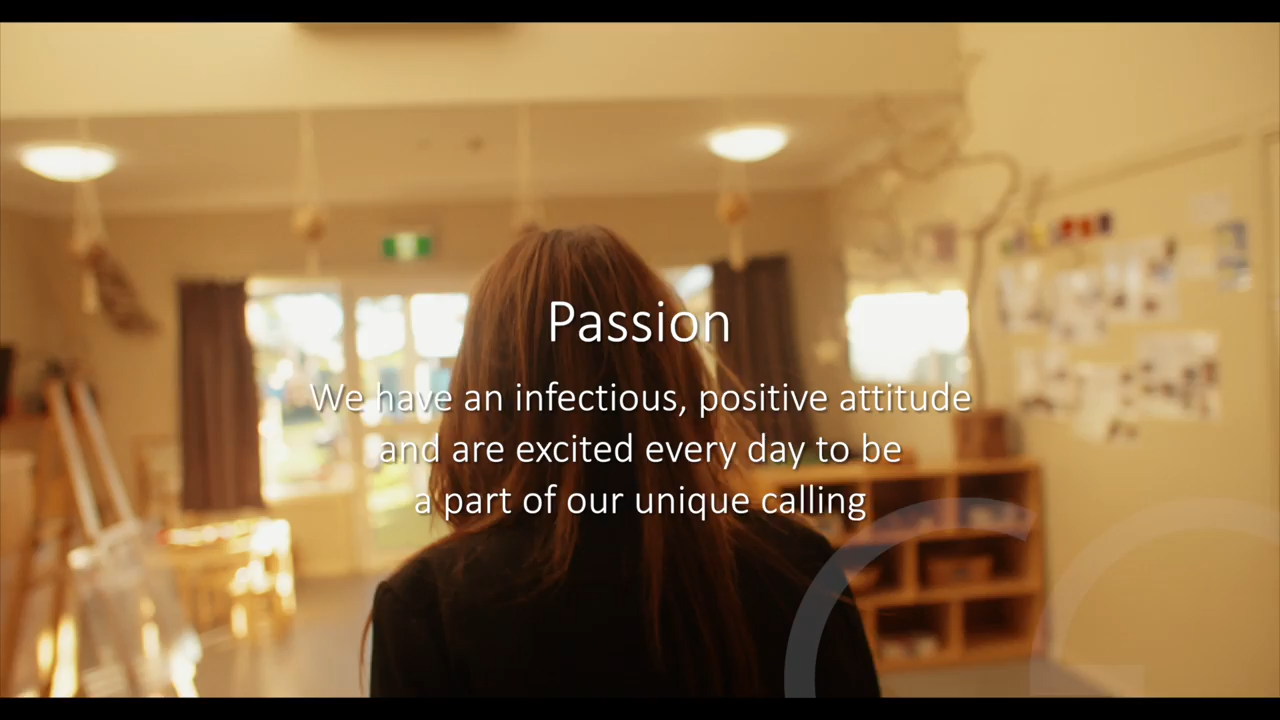 Passion
We have an infectious, positive attitude
and are excited every day to be
a part of our unique calling